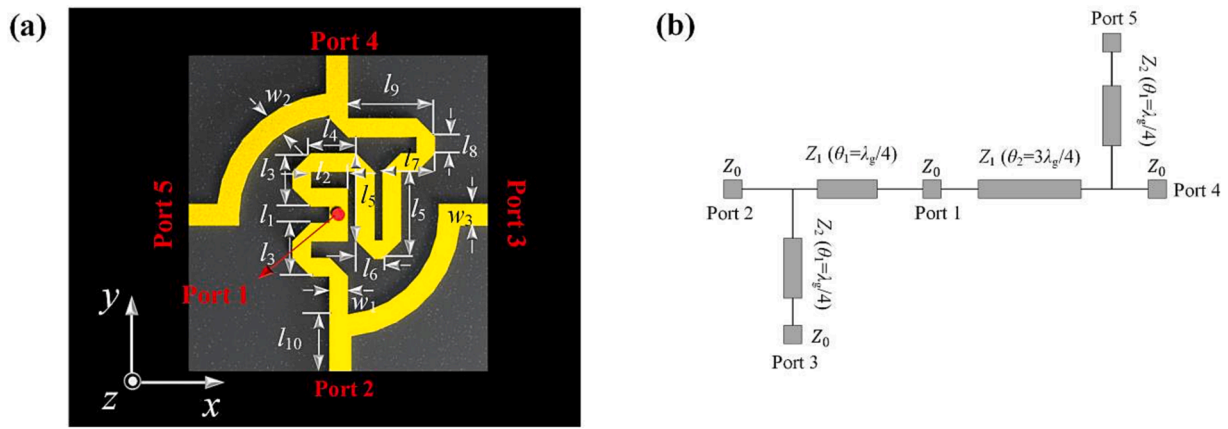 (a)
Port 4
w2
l9
l8
l4
l7
l3
l2
l5
l5
Port 5
Port 3
l1
w3
l3
l6
Port 1
w1
l10
Port 2
y
z
x
(b)
Port 5
Z2 (θ1=λg/4)
Z1 (θ1=λg/4)
Z1 (θ2=3λg/4)
Z0
Z0
Z0
Port 2
Port 1
Port 4
Z2 (θ1=λg/4)
Z0
Port 3